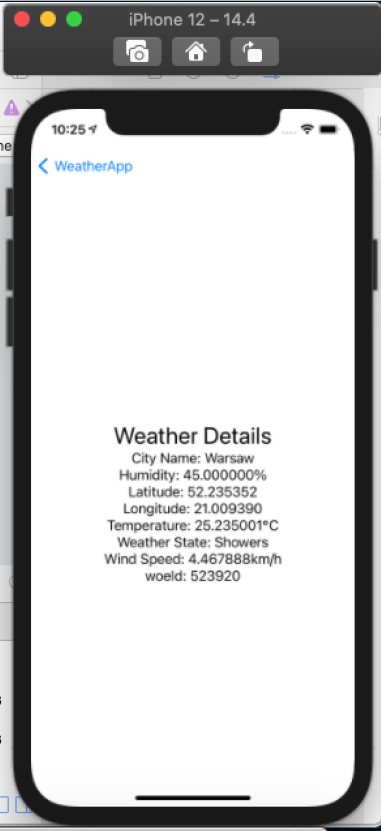 iPhone 12 – 14.4
10:25
WeatherApp
Weather Details
City Name: Warsaw
Humidity: 45.000000%
Latitude: 52.235352
Longitude: 21.009390
Temperature: 25.235001°C
Weather State: Showers
Wind Speed: 4.467888km/h
woeId: 523920